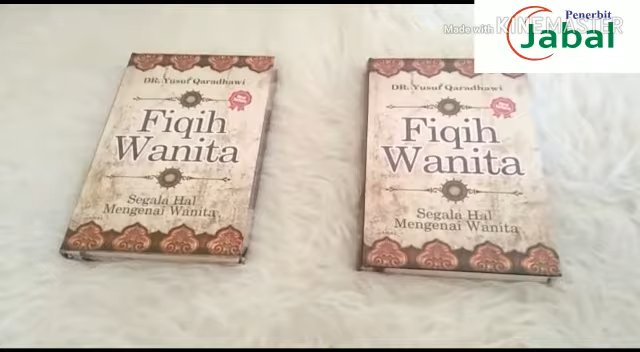 Made with KINEMASTER
Penerbit
Jabal
DR. Yusuf Qaradhawi
Fiqih
Wanita
Segala Hal
Mengenai Wanita
DR. Yusuf Qaradhawi
Fiqih
Wanita
Segala Hal
Mengenai Wanita